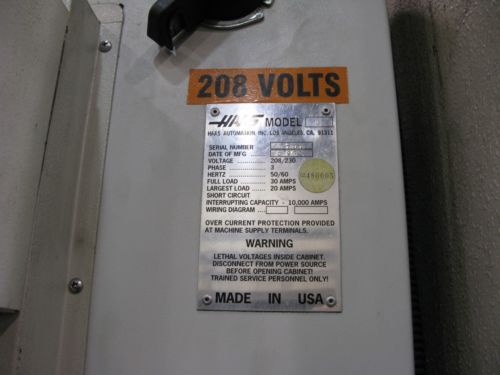 208 VOLTS
HAAS MODEL
HAAS AUTOMATION, INC. LOS ANGELES, CA. 91311
SERIAL NUMBER
DATE OF MFG
VOLTAGE 208/230
PHASE 3
HERTZ 50/60
FULL LOAD 30 AMPS
LARGEST LOAD 20 AMPS
SHORT CIRCUIT
INTERRUPTING CAPACITY - 10,000 AMPS
WIRING DIAGRAM
OVER CURRENT PROTECTION PROVIDED
AT MACHINE SUPPLY TERMINALS.
WARNING
LETHAL VOLTAGES INSIDE CABINET.
DISCONNECT FROM POWER SOURCE
BEFORE OPENING CABINET!
TRAINED SERVICE PERSONNEL ONLY!
MADE IN USA